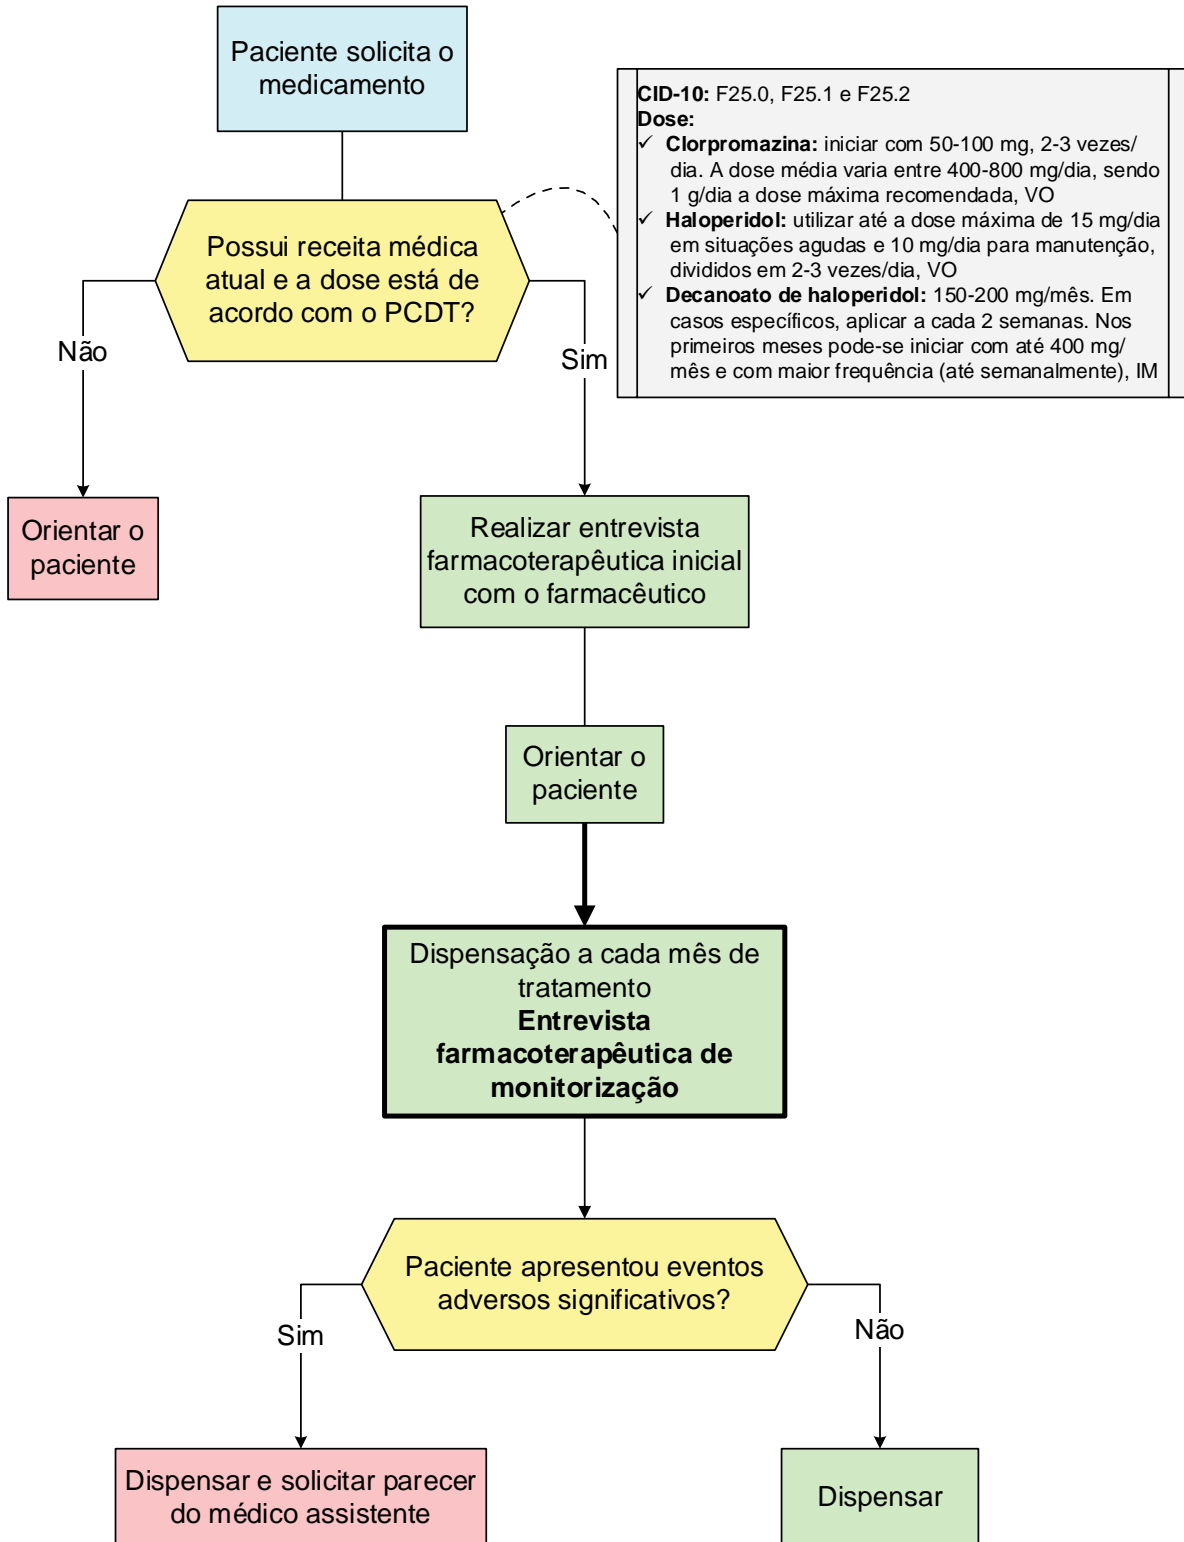 Paciente solicita o
medicamento
CID-10: F25.0, F25.1 e F25.2
Dose:
✓ Clorpromazina: iniciar com 50-100 mg, 2-3 vezes/
dia. A dose média varia entre 400-800 mg/dia, sendo
1 g/dia a dose máxima recomendada, VO
✓ Haloperidol: utilizar até a dose máxima de 15 mg/dia
em situações agudas e 10 mg/dia para manutenção,
divididos em 2-3 vezes/dia, VO
✓ Decanoato de haloperidol: 150-200 mg/mês. Em
casos específicos, aplicar a cada 2 semanas. Nos
primeiros meses pode-se iniciar com até 400 mg/
mês e com maior frequência (até semanalmente), IM
Possui receita médica
atual e a dose está de
acordo com o PCDT?
Não
Sim
Orientar o
paciente
Realizar entrevista
farmacoterapêutica inicial
com o farmacêutico
Orientar o
paciente
Dispensação a cada mês de
tratamento
Entrevista
farmacoterapêutica de
monitorização
Paciente apresentou eventos
adversos significativos?
Sim
Não
Dispensar e solicitar parecer
do médico assistente
Dispensar